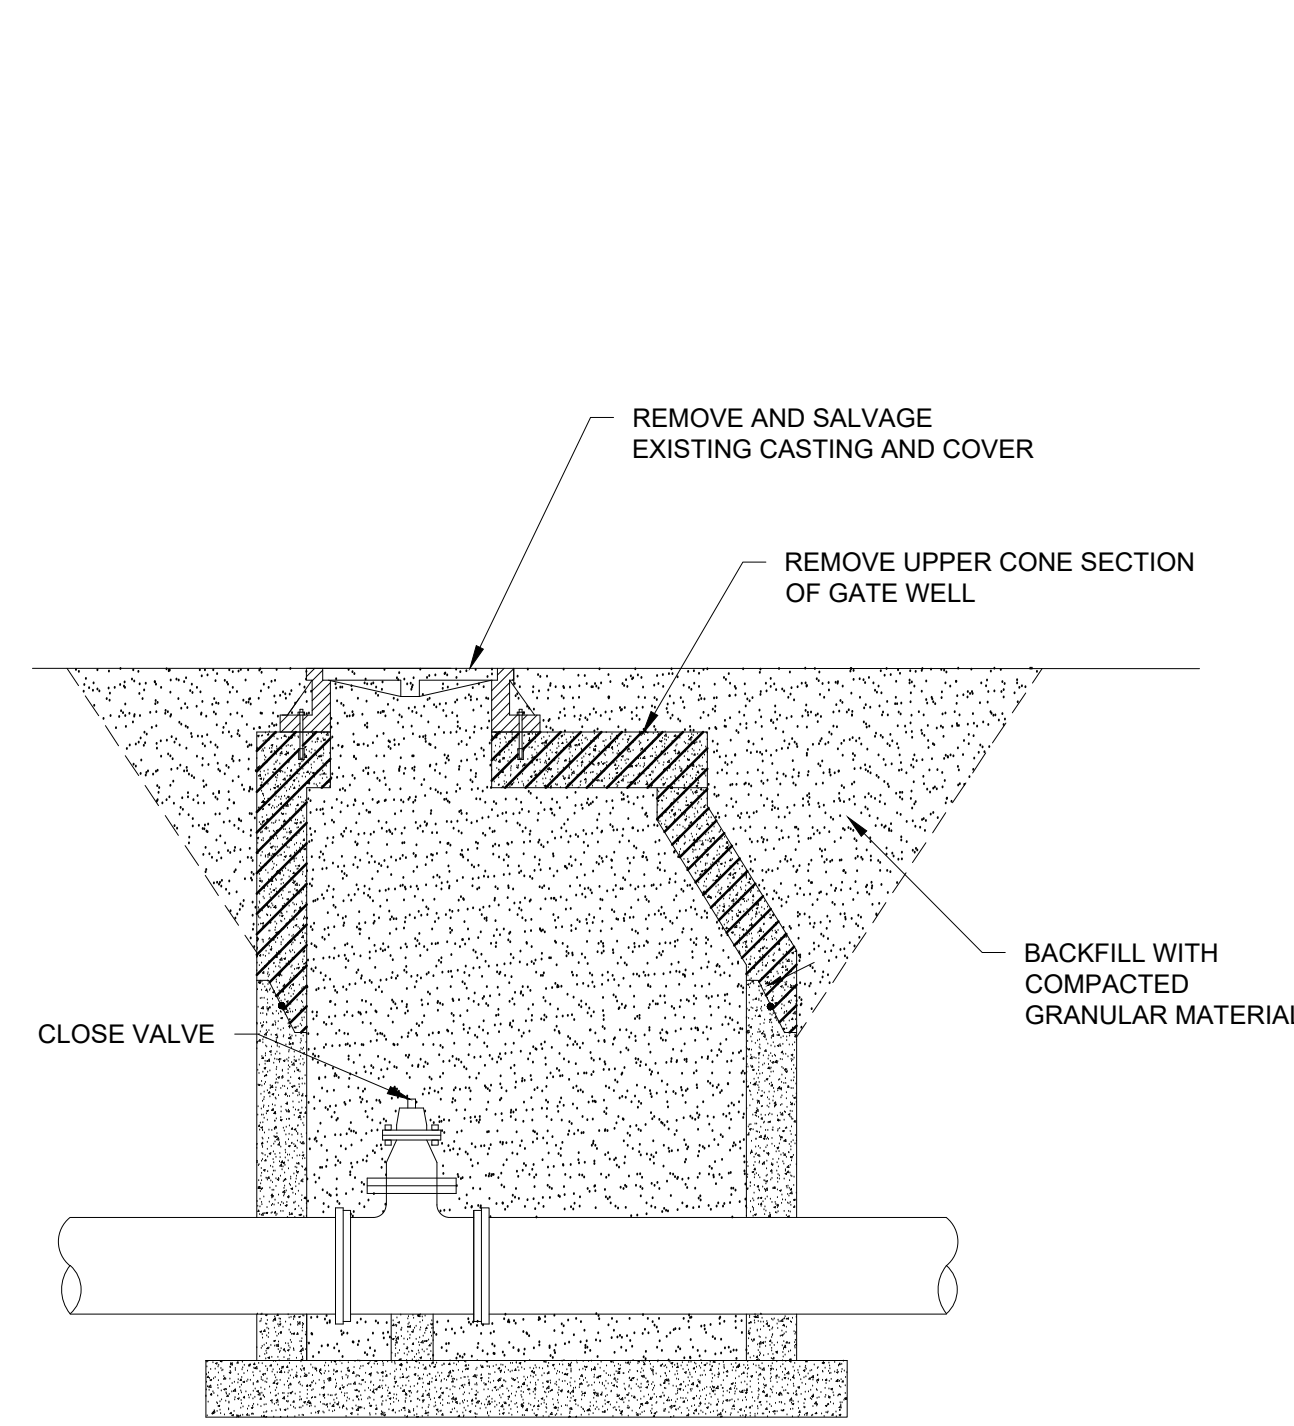 REMOVE AND SALVAGE
EXISTING CASTING AND COVER
REMOVE UPPER CONE SECTION
OF GATE WELL
BACKFILL WITH
COMPACTED
GRANULAR MATERIAL
CLOSE VALVE